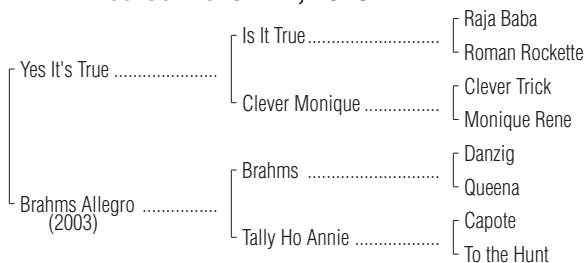 Raja Baba
Is It True
Roman Rockette
Yes It's True
Clever Trick
Clever Monique
Monique Rene
Danzig
Brahms
Queena
Brahms Allegro
(2003)
Capote
Tally Ho Annie
To the Hunt